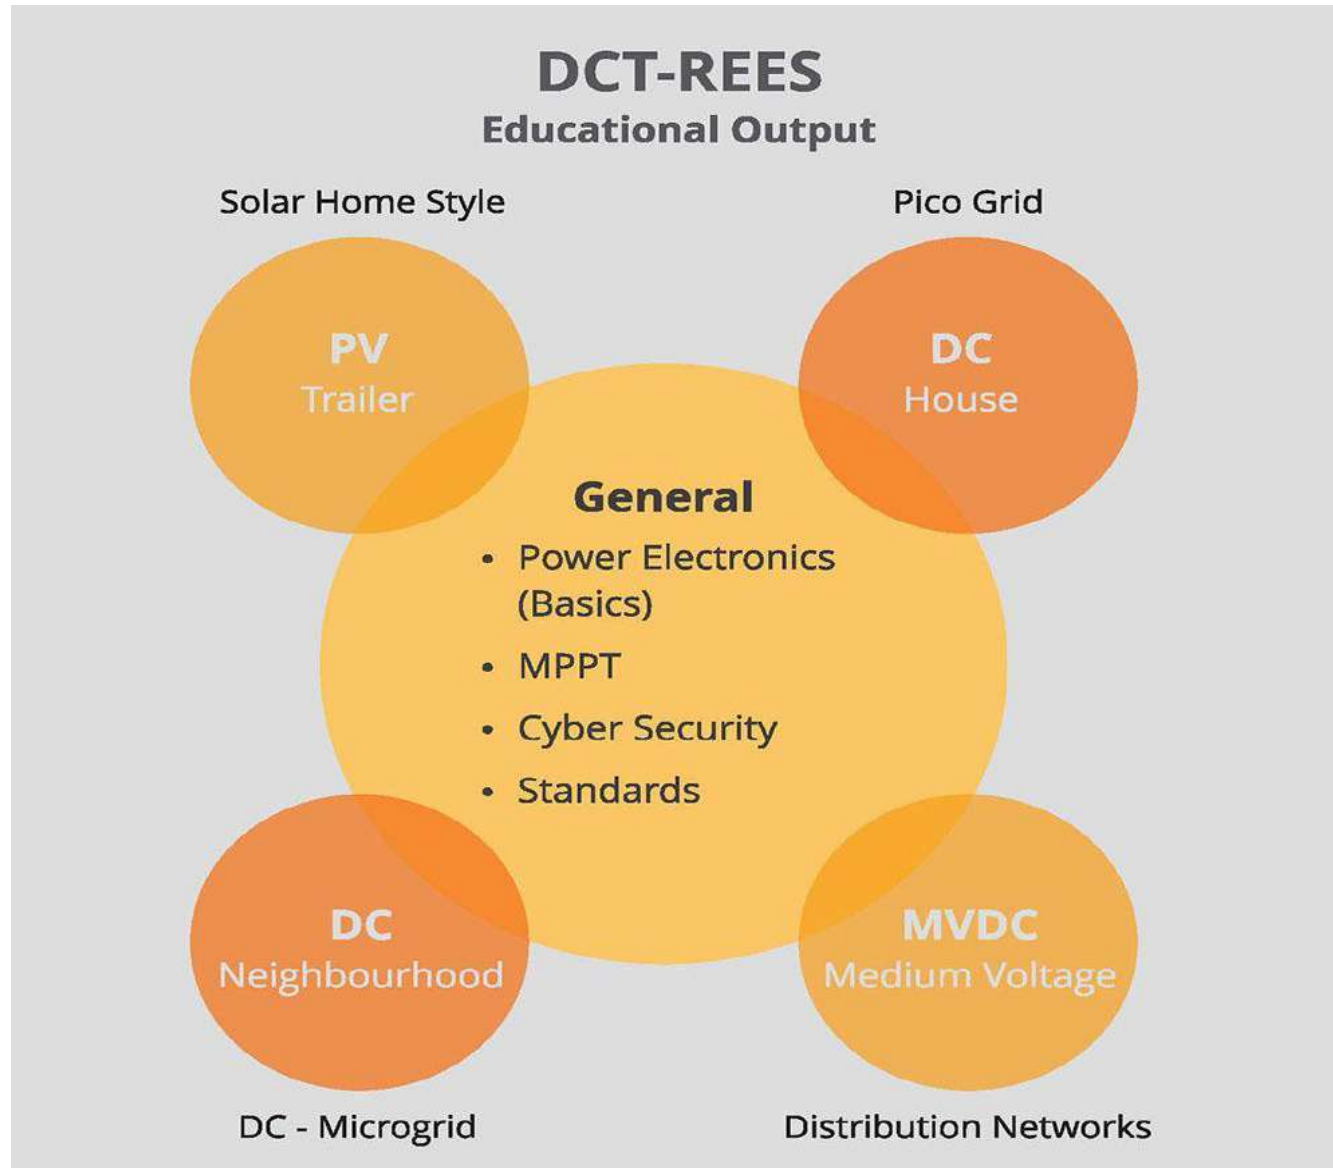 DCT-REES
Educational Output
Solar Home Style
Pico Grid
PV
Trailer
DC
House
General
• Power Electronics
(Basics)
• MPPT
• Cyber Security
• Standards
DC
Neighbourhood
MVDC
Medium Voltage
DC - Microgrid
Distribution Networks